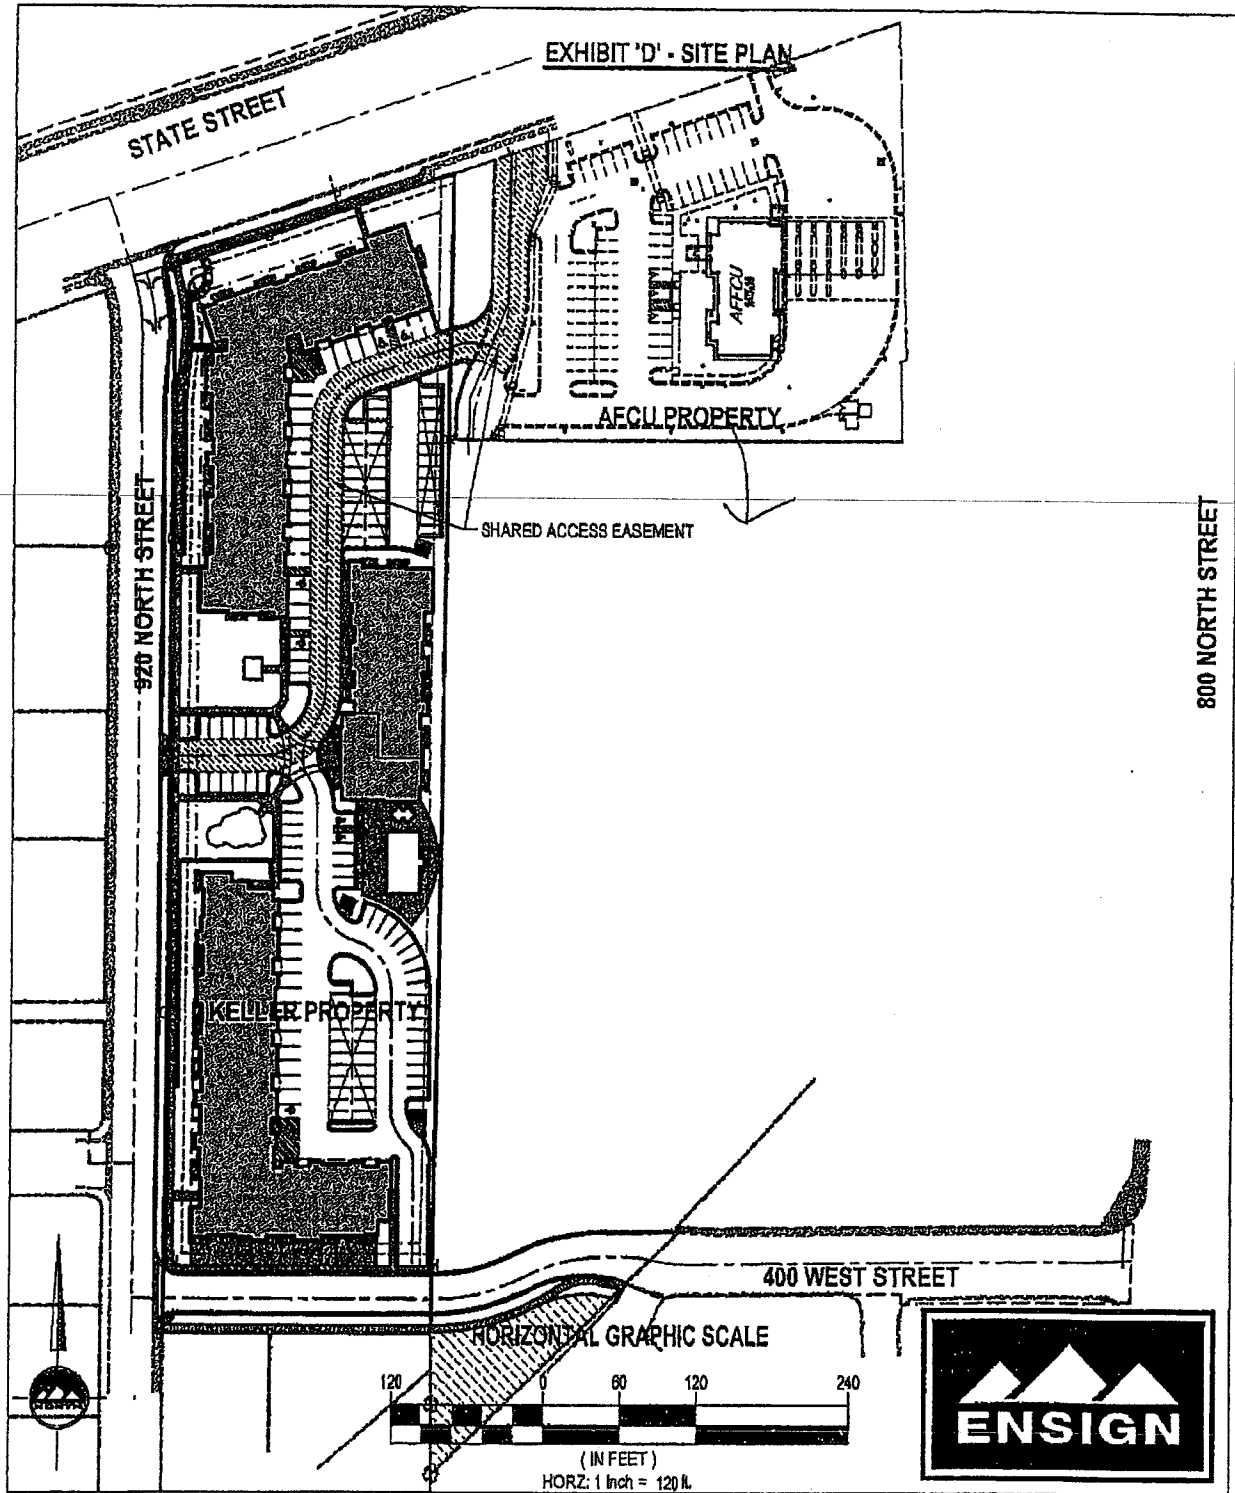 EXHIBIT 'D' - SITE PLAN
STATE STREET
AFFCU
AFCU PROPERTY
SHARED ACCESS EASEMENT
920 NORTH STREET
800 NORTH STREET
KELLER PROPERTY
400 WEST STREET
HORIZONTAL GRAPHIC SCALE
120 0 60 120 240
( IN FEET )
HORZ: 1 inch = 120 ft.
ENSIGN